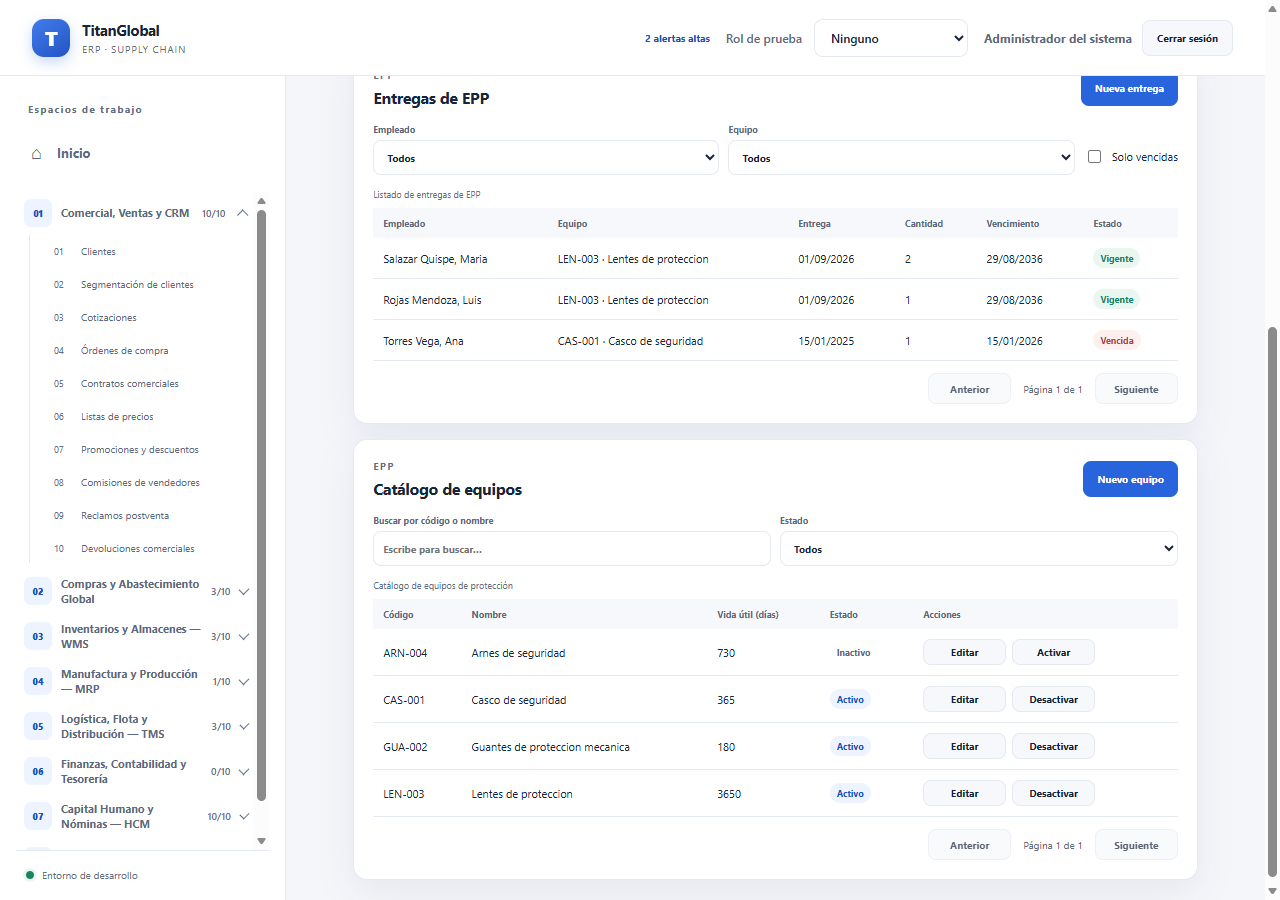 T
TitanGlobal
ERP · SUPPLY CHAIN
2 alertas altas
Rol de prueba
Ninguno
Administrador del sistema
Cerrar sesión
Espacios de trabajo
Inicio
01 Comercial, Ventas y CRM 10/10
01 Clientes
02 Segmentación de clientes
03 Cotizaciones
04 Órdenes de compra
05 Contratos comerciales
06 Listas de precios
07 Promociones y descuentos
08 Comisiones de vendedores
09 Reclamos postventa
10 Devoluciones comerciales
02 Compras y Abastecimiento Global 3/10
03 Inventarios y Almacenes — WMS 3/10
04 Manufactura y Producción — MRP 1/10
05 Logística, Flota y Distribución — TMS 3/10
06 Finanzas, Contabilidad y Tesorería 0/10
07 Capital Humano y Nóminas — HCM 10/10
Entorno de desarrollo
Entregas de EPP
Nueva entrega
Empleado
Todos
Equipo
Todos
Solo vencidas
Listado de entregas de EPP
Empleado Equipo Entrega Cantidad Vencimiento Estado
Salazar Quispe, Maria LEN-003 · Lentes de proteccion 01/09/2026 2 29/08/2036 Vigente
Rojas Mendoza, Luis LEN-003 · Lentes de proteccion 01/09/2026 1 29/08/2036 Vigente
Torres Vega, Ana CAS-001 · Casco de seguridad 15/01/2025 1 15/01/2026 Vencida
Anterior Página 1 de 1 Siguiente
EPP
Catálogo de equipos
Nuevo equipo
Buscar por código o nombre
Escribe para buscar...
Estado
Todos
Catálogo de equipos de protección
Código Nombre Vida útil (días) Estado Acciones
ARN-004 Arnes de seguridad 730 Inactivo Editar Activar
CAS-001 Casco de seguridad 365 Activo Editar Desactivar
GUA-002 Guantes de proteccion mecanica 180 Activo Editar Desactivar
LEN-003 Lentes de proteccion 3650 Activo Editar Desactivar
Anterior Página 1 de 1 Siguiente